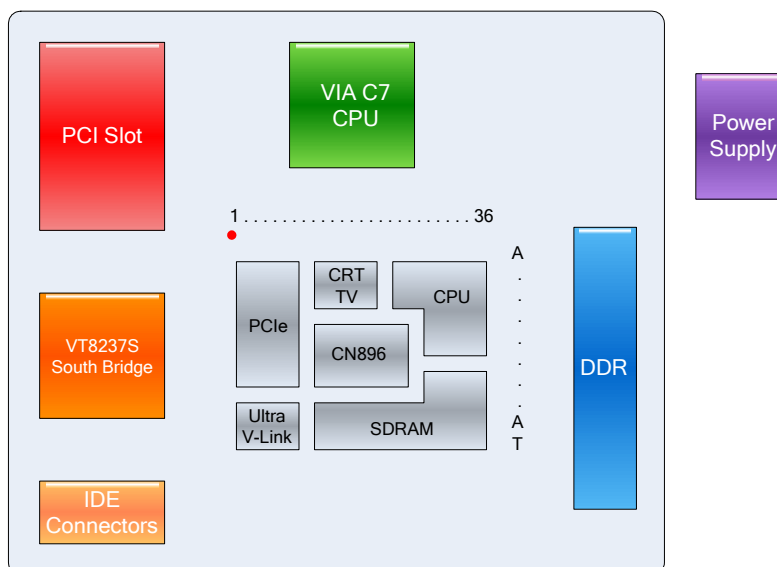 PCI Slot
VIA C7
CPU
Power
Supply
1 . . . . . . . . . . . . . . . . . . . . . . . . 36
A
.
.
.
.
.
.
.
A
T
CRT
TV
CPU
PCIe
CN896
VT8237S
South Bridge
DDR
Ultra
V-Link
SDRAM
IDE
Connectors